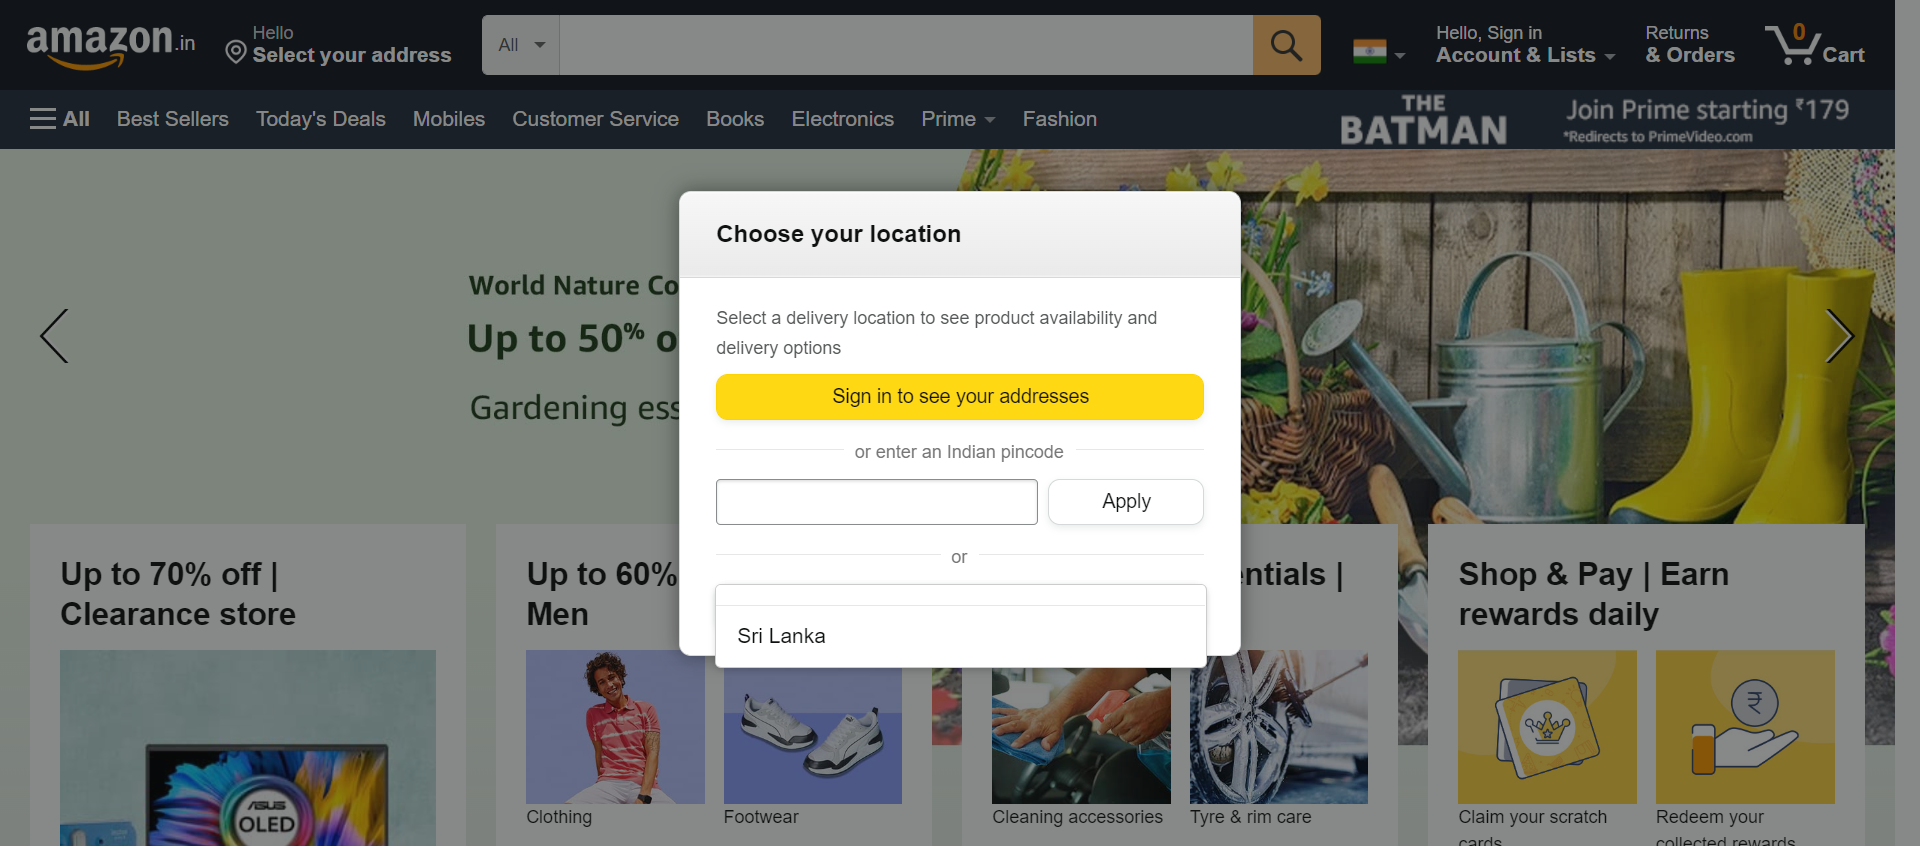 amazon.in
Hello
Select your address
All
Hello, Sign in
Account & Lists
Returns
& Orders
0
Cart
All
Best Sellers
Today's Deals
Mobiles
Customer Service
Books
Electronics
Prime
Fashion
THE
BATMAN
Join Prime starting ₹179
*Redirects to PrimeVideo.com
World Nature Co
Up to 50% o
Gardening ess
Choose your location
Select a delivery location to see product availability and
delivery options
Sign in to see your addresses
or enter an Indian pincode
Apply
or
Sri Lanka
Up to 70% off |
Clearance store
ASUS
OLED
Up to 60%
Men
Clothing
Footwear
entials |
Cleaning accessories
Tyre & rim care
Shop & Pay | Earn
rewards daily
Claim your scratch
cards
₹
Redeem your
collected rewards